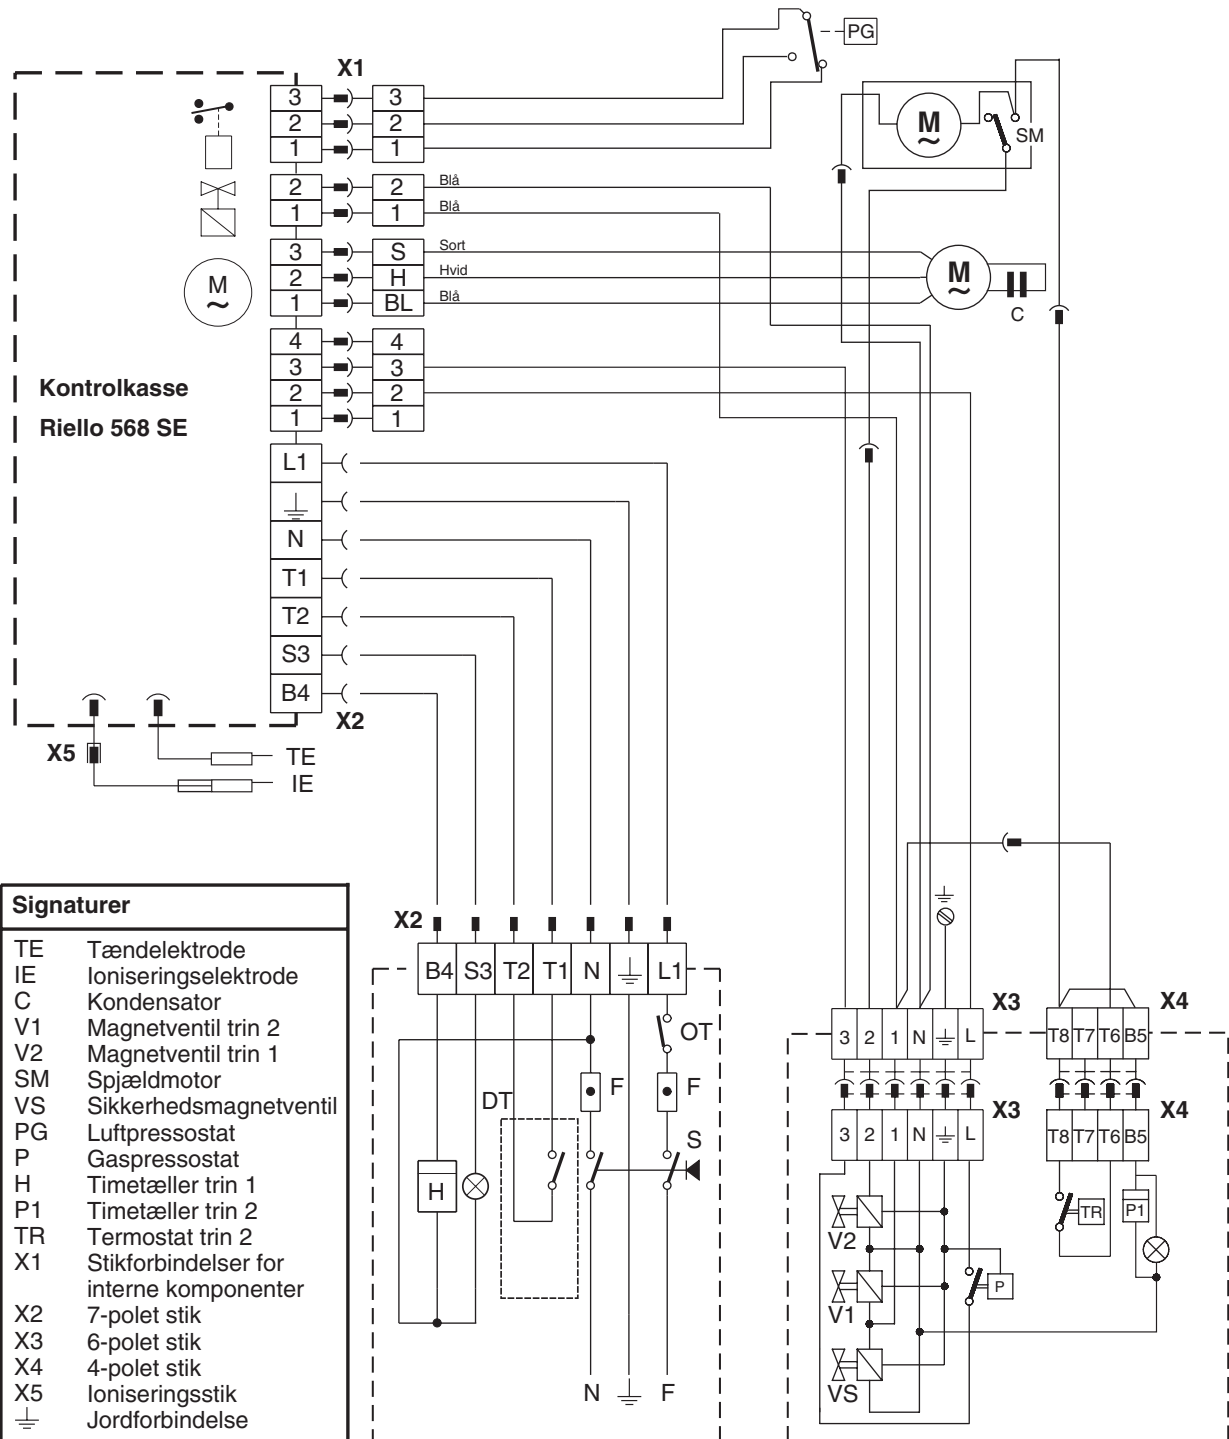 PG
X1
3 3
2 2
1 1
M
~
SM
2 2 Blå
1 1 Blå
3 S Sort
2 H Hvid
1 BL Blå
M
~
M
~
C
4 4
3 3
2 2
1 1
Kontrolkasse
Riello 568 SE
L1
N
T1
T2
S3
B4
X2
X5
TE
IE
Signaturer
TE Tændelektrode
IE Ioniseringselektrode
C Kondensator
V1 Magnetventil trin 2
V2 Magnetventil trin 1
SM Spjældmotor
VS Sikkerhedsmagnetventil
PG Luftpressostat
P Gaspressostat
H Timetæller trin 1
P1 Timetæller trin 2
TR Termostat trin 2
X1 Stikforbindelser for
interne komponenter
X2 7-polet stik
X3 6-polet stik
X4 4-polet stik
X5 Ioniseringsstik
Jordforbindelse
X2
B4 S3 T2 T1 N L1
OT
F F
DT
S
H
N F
X3
3 2 1 N L
X3
3 2 1 N L
V2
V1
VS
P
X4
T8 T7 T6 B5
X4
T8 T7 T6 B5
TR
P1